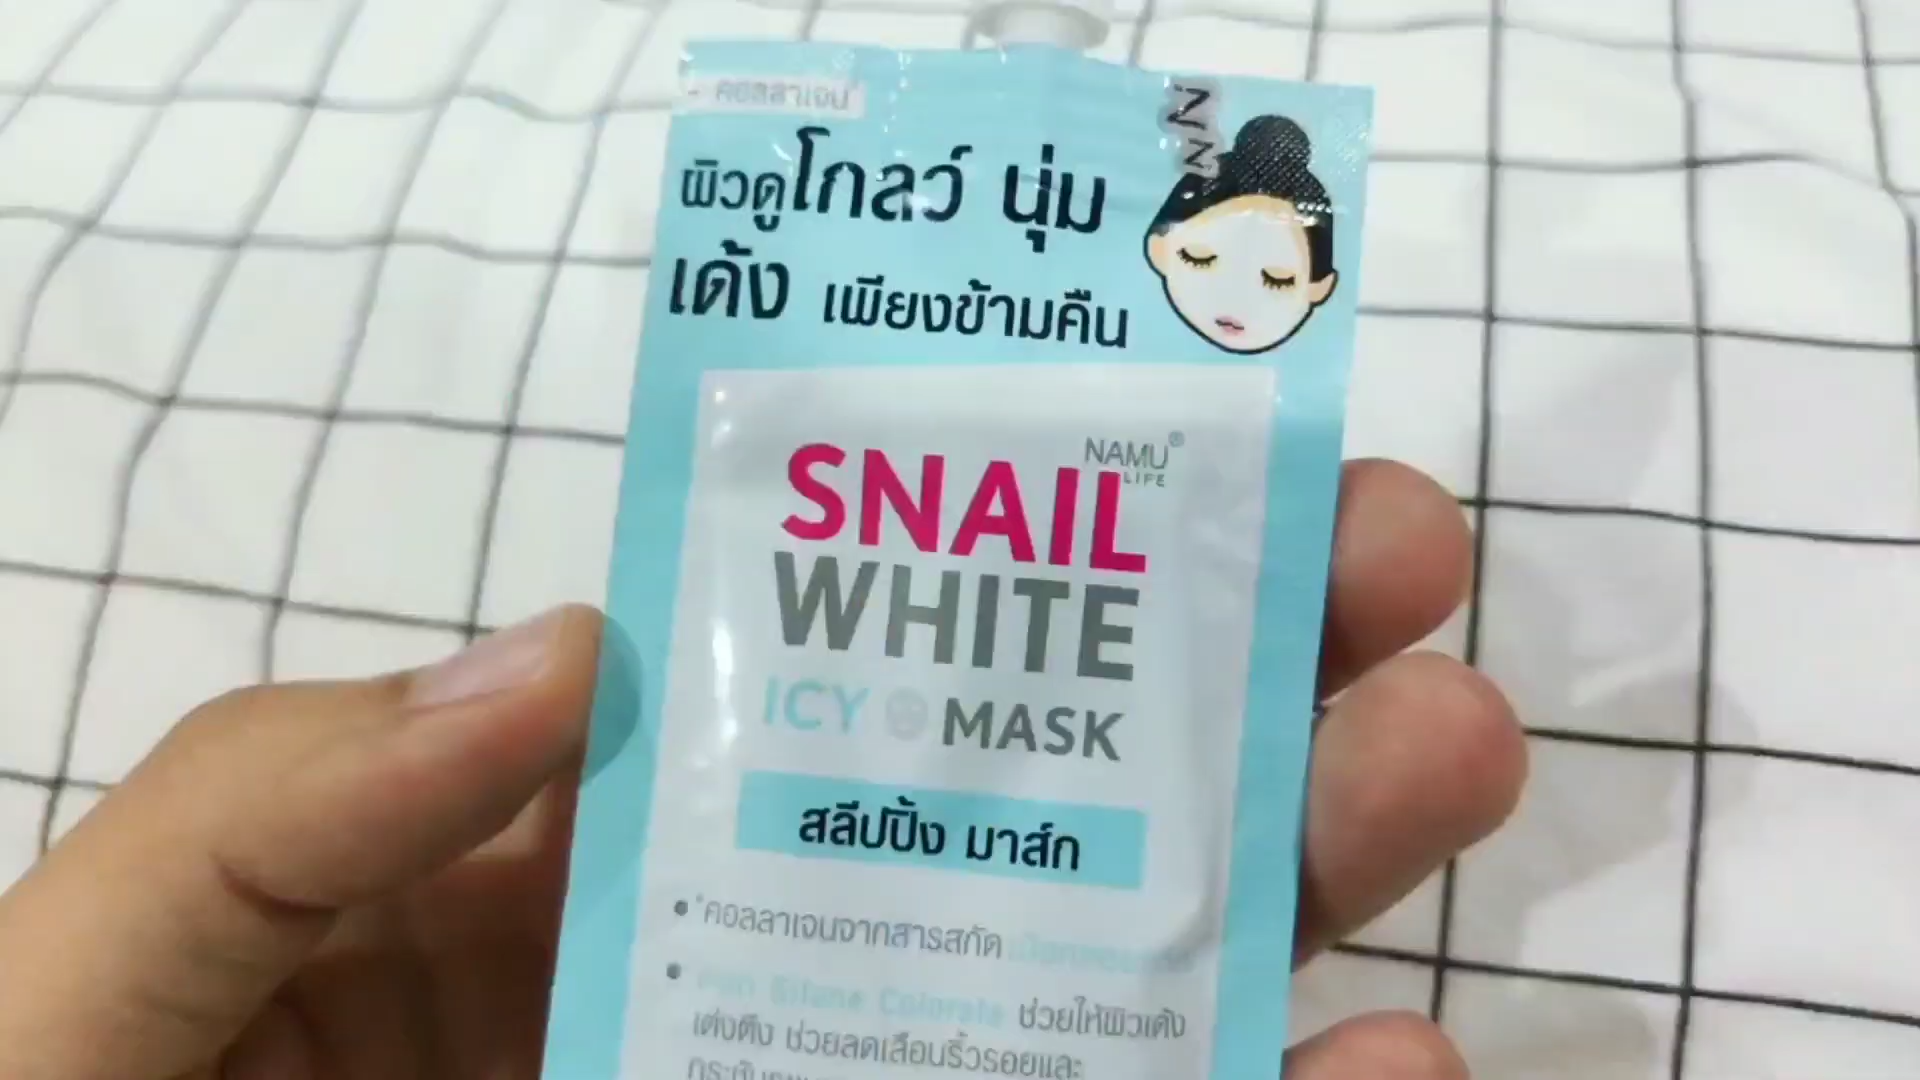 คอลลาเจน
ผิวดูโกลว์ นุ่ม
เด้ง เพียงข้ามคืน
NAMU®
LIFE
SNAIL
WHITE
ICY MASK
สลีปปิ้ง มาส์ก
• *คอลลาเจนจากสารสกัด
• ช่วยให้ผิวเด้ง
เต่งตึง ช่วยลดเลือนริ้วรอยและ